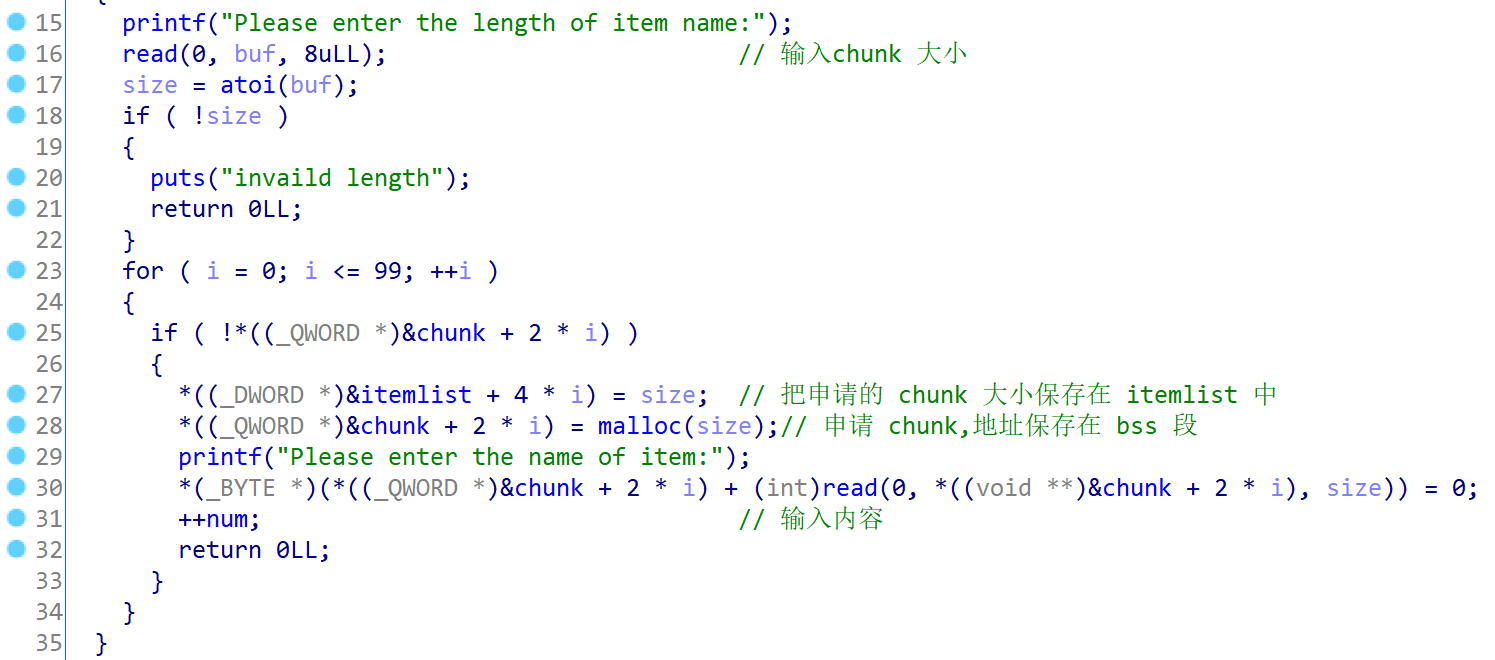 15 printf("Please enter the length of item name:");
16 read(0, buf, 8uLL); // 输入chunk 大小
17 size = atoi(buf);
18 if ( !size )
19 {
20 puts("invaild length");
21 return 0LL;
22 }
23 for ( i = 0; i <= 99; ++i )
24 {
25 if ( !*((_QWORD *)&chunk + 2 * i) )
26 {
27 *((_DWORD *)&itemlist + 4 * i) = size; // 把申请的 chunk 大小保存在 itemlist 中
28 *((_QWORD *)&chunk + 2 * i) = malloc(size);// 申请 chunk,地址保存在 bss 段
29 printf("Please enter the name of item:");
30 *(_BYTE *)(*((_QWORD *)&chunk + 2 * i) + (int)read(0, *((void **)&chunk + 2 * i), size)) = 0;
31 ++num; // 输入内容
32 return 0LL;
33 }
34 }
35 }